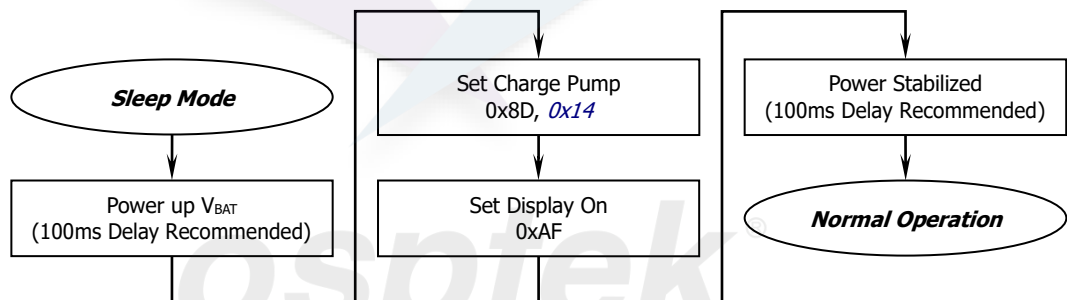 Sleep Mode
Power up VBAT
(100ms Delay Recommended)
Set Charge Pump
0x8D, 0x14
Set Display On
0xAF
Power Stabilized
(100ms Delay Recommended)
Normal Operation
osptek®